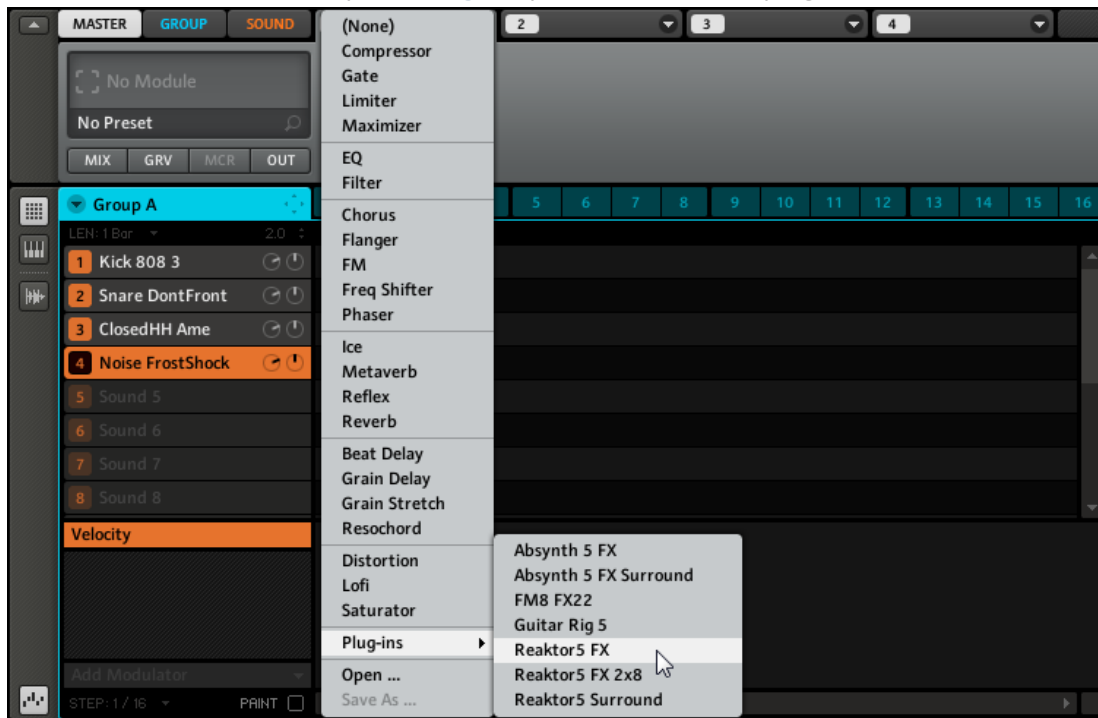 MASTER GROUP SOUND
2 3 4
No Module
No Preset
MIX GRV MCR OUT
(None)
Compressor
Gate
Limiter
Maximizer
EQ
Filter
Chorus
Flanger
FM
Freq Shifter
Phaser
Ice
Metaverb
Reflex
Reverb
Beat Delay
Grain Delay
Grain Stretch
Resochord
Distortion
Lofi
Saturator
Plug-ins
Open ...
Save As ...
Absynth 5 FX
Absynth 5 FX Surround
FM8 FX22
Guitar Rig 5
Reaktor5 FX
Reaktor5 FX 2x8
Reaktor5 Surround
Group A
5 6 7 8 9 10 11 12 13 14 15 16
LEN: 1 Bar 2.0
1 Kick 808 3
2 Snare DontFront
3 ClosedHH Ame
4 Noise FrostShock
5 Sound 5
6 Sound 6
7 Sound 7
8 Sound 8
Velocity
Add Modulator
STEP: 1 / 16 PAINT